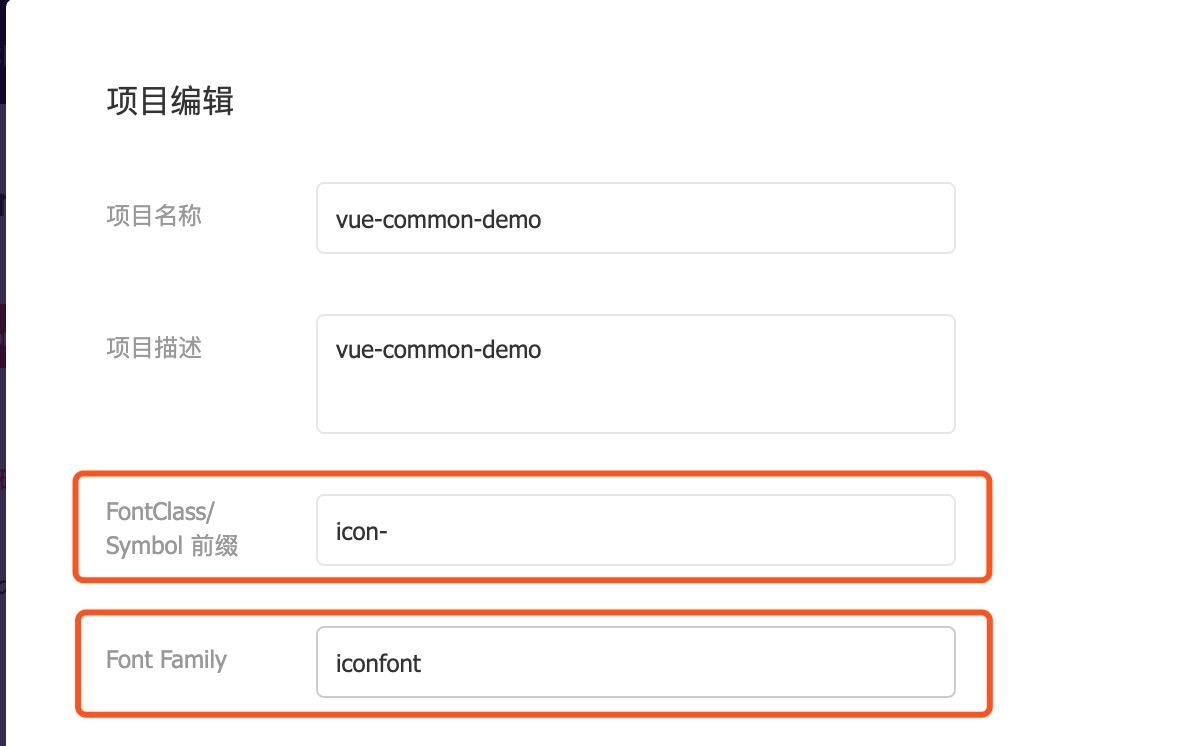 项目编辑
项目名称
vue-common-demo
项目描述
vue-common-demo
FontClass/
Symbol 前缀
icon-
Font Family
iconfont